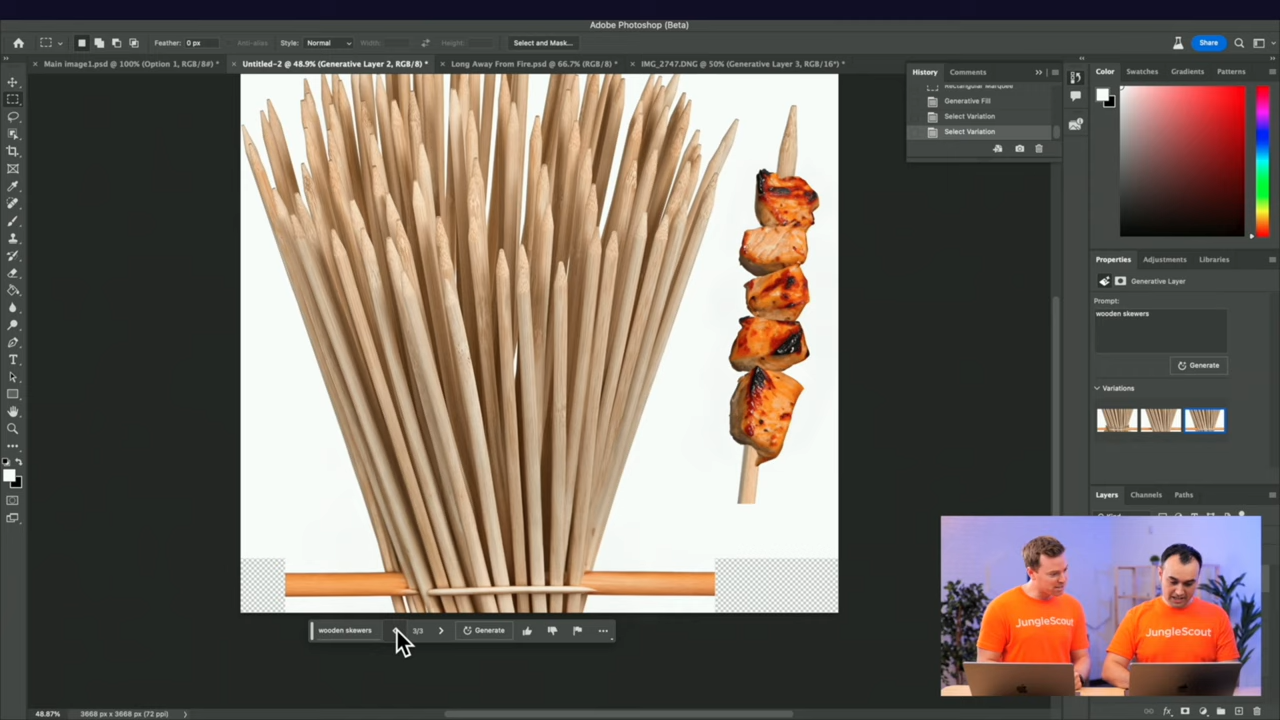 Adobe Photoshop (Beta)
Feather: 0 px
Anti-alias
Style: Normal
Width:
Height:
Select and Mask...
Share
Main image1.psd @ 100% (Option 1, RGB/8#) *
Untitled-2 @ 48.9% (Generative Layer 2, RGB/8) *
Long Away From Fire.psd @ 66.7% (RGB/8) *
IMG_2747.DNG @ 50% (Generative Layer 3, RGB/16*) *
History
Comments
Rectangular Marquee
Generative Fill
Select Variation
Select Variation
Color
Swatches
Gradients
Patterns
Properties
Adjustments
Libraries
Generative Layer
Prompt:
wooden skewers
Generate
Variations
Layers
Channels
Paths
wooden skewers
3/3
Generate
JungleScout
JungleScout
48.87%
3668 px x 3668 px (72 ppi)